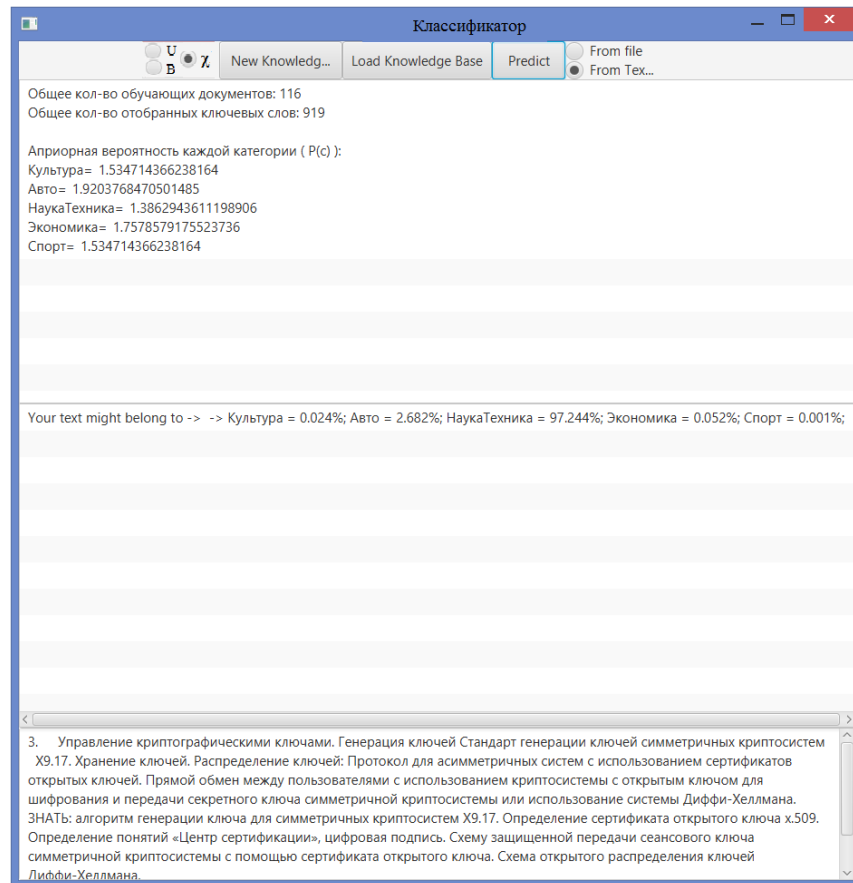 Классификатор
U
B
χ
New Knowledg...
Load Knowledge Base
Predict
From file
From Tex...
Общее кол-во обучающих документов: 116
Общее кол-во отобранных ключевых слов: 919
Априорная вероятность каждой категории ( P(c) ):
Культура= 1.534714366238164
Авто= 1.9203768470501485
НаукаТехника= 1.3862943611198906
Экономика= 1.7578579175523736
Спорт= 1.534714366238164
Your text might belong to -> -> Культура = 0.024%; Авто = 2.682%; НаукаТехника = 97.244%; Экономика = 0.052%; Спорт = 0.001%;
3. Управление криптографическими ключами. Генерация ключей Стандарт генерации ключей симметричных криптосистем
X9.17. Хранение ключей. Распределение ключей: Протокол для асимметричных систем с использованием сертификатов
открытых ключей. Прямой обмен между пользователями с использованием криптосистемы с открытым ключом для
шифрования и передачи секретного ключа симметричной криптосистемы или использование системы Диффи-Хеллмана.
ЗНАТЬ: алгоритм генерации ключа для симметричных криптосистем X9.17. Определение сертификата открытого ключа x.509.
Определение понятий «Центр сертификации», цифровая подпись. Схему защищенной передачи сеансового ключа
симметричной криптосистемы с помощью сертификата открытого ключа. Схема открытого распределения ключей
Диффи-Хеллмана.